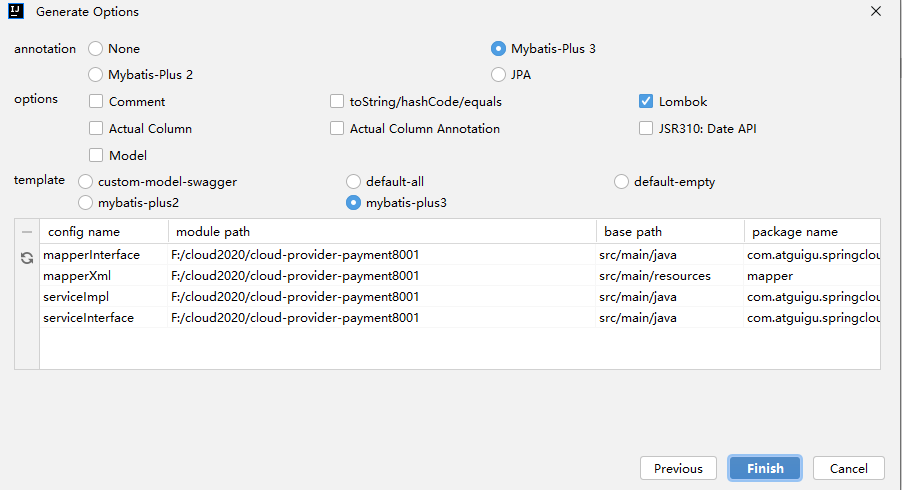 IJ Generate Options
annotation None Mybatis-Plus 3
Mybatis-Plus 2 JPA
options Comment toString/hashCode/equals Lombok
Actual Column Actual Column Annotation JSR310: Date API
Model
template custom-model-swagger default-all default-empty
mybatis-plus2 mybatis-plus3
config name module path base path package name
mapperInterface F:/cloud2020/cloud-provider-payment8001 src/main/java com.atguigu.springclou
mapperXml F:/cloud2020/cloud-provider-payment8001 src/main/resources mapper
serviceImpl F:/cloud2020/cloud-provider-payment8001 src/main/java com.atguigu.springclou
serviceInterface F:/cloud2020/cloud-provider-payment8001 src/main/java com.atguigu.springclou
Previous Finish Cancel